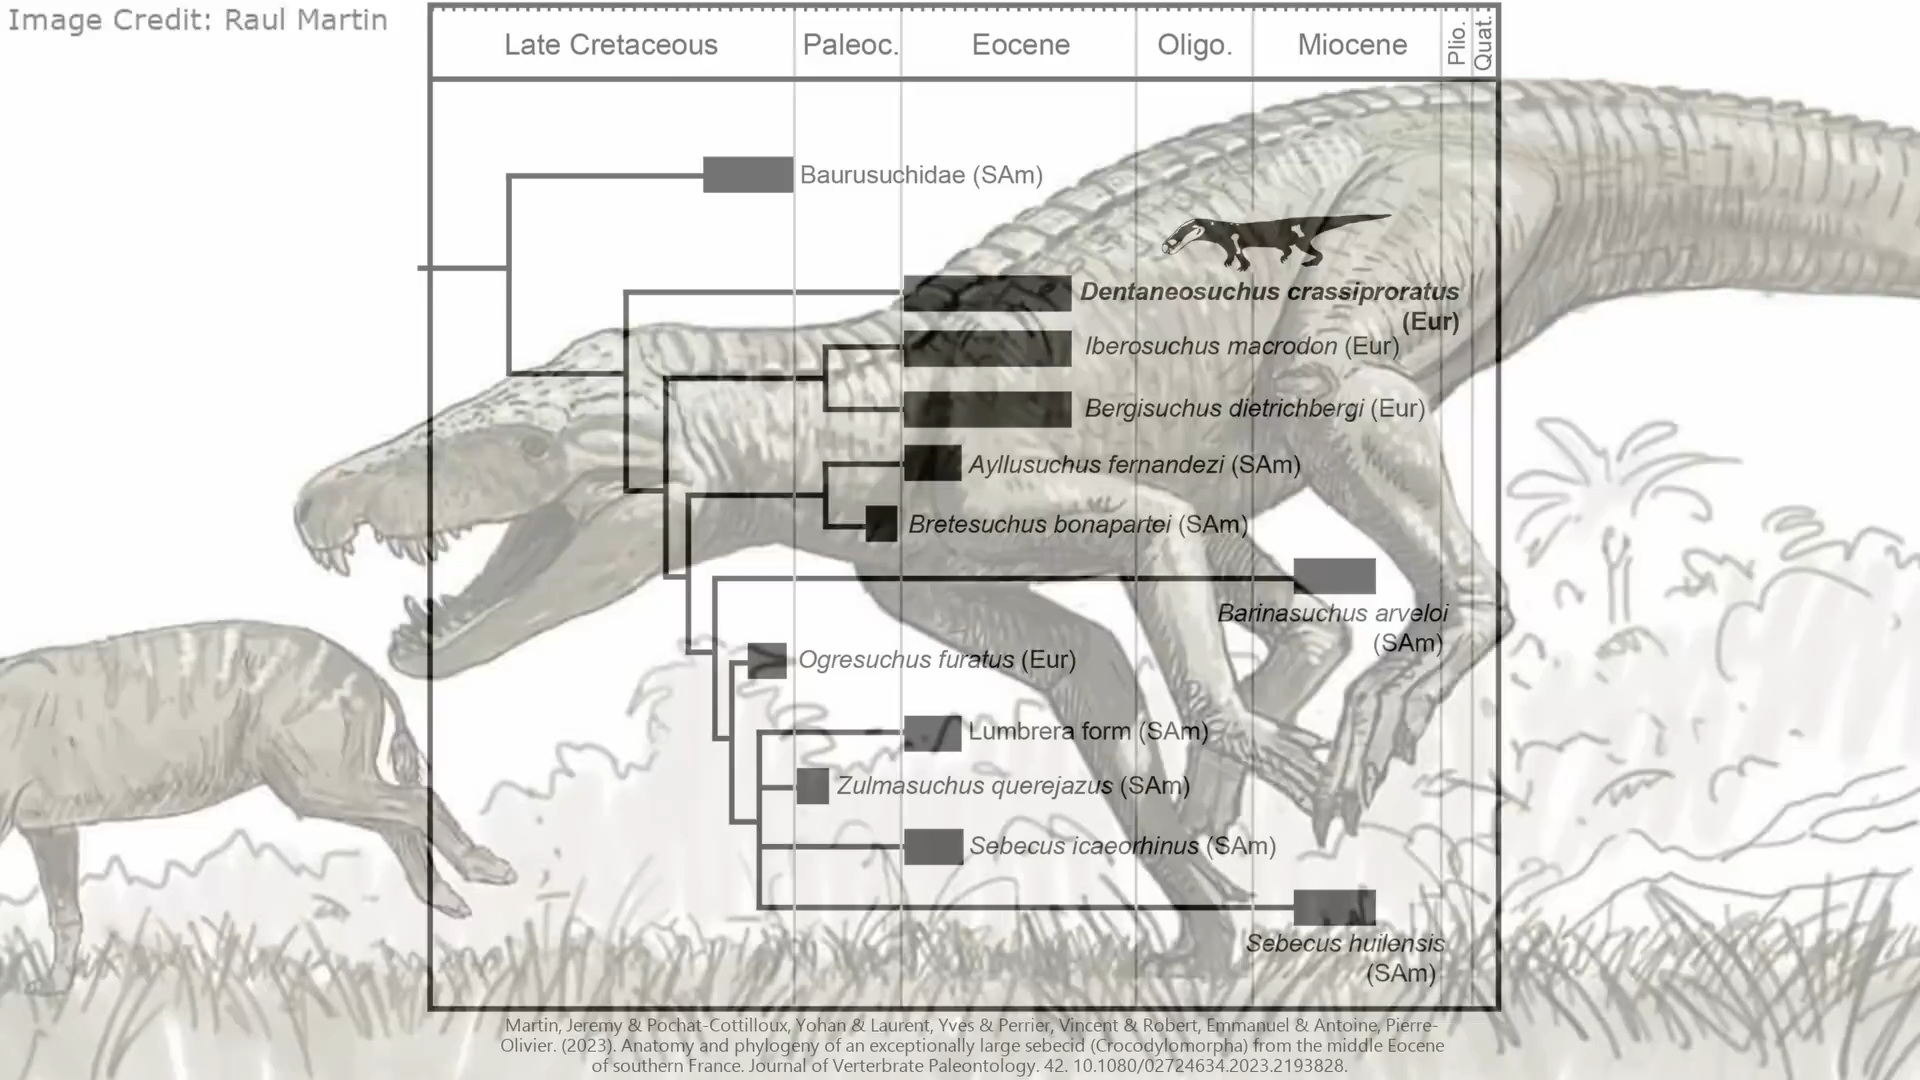 Image Credit: Raul Martin
Late Cretaceous
Paleoc.
Eocene
Oligo.
Miocene
Plio.
Quat.
Baurusuchidae (SAm)
Dentaneosuchus crassiproratus
(Eur)
Iberosuchus macrodon (Eur)
Bergisuchus dietrichbergi (Eur)
Ayllusuchus fernandezi (SAm)
Bretesuchus bonapartei (SAm)
Barinasuchus arveloi
(SAm)
Ogresuchus furatus (Eur)
Lumbrera form (SAm)
Zulmasuchus querejazus (SAm)
Sebecus icaeorhinus (SAm)
Sebecus huilensis
(SAm)
Martin, Jeremy & Pochat-Cottilloux, Yohan & Laurent, Yves & Perrier, Vincent & Robert, Emmanuel & Antoine, Pierre-
Olivier. (2023). Anatomy and phylogeny of an exceptionally large sebecid (Crocodylomorpha) from the middle Eocene
of southern France. Journal of Verterbrate Paleontology. 42. 10.1080/02724634.2023.2193828.